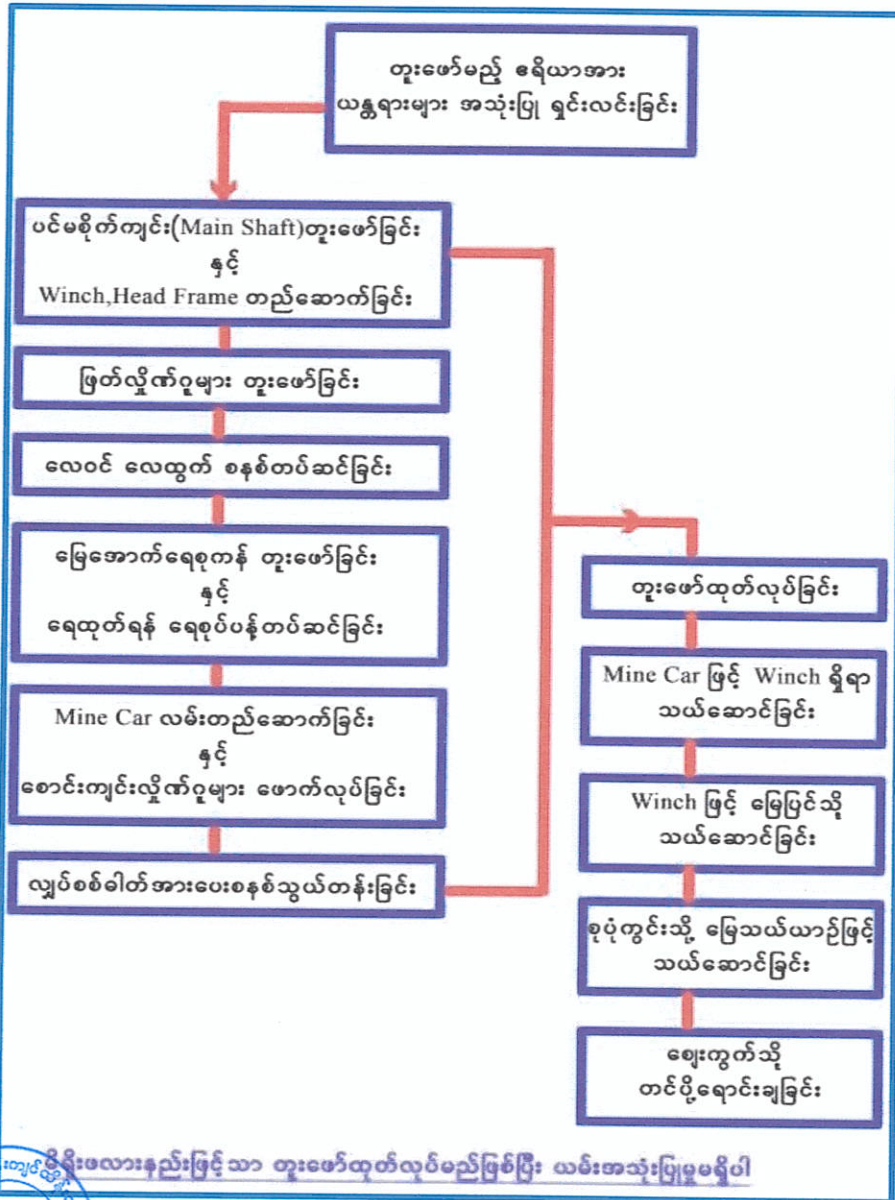 တူးဖော်မည့် ဧရိယာအား
ယန္တရားများ အသုံးပြု ရှင်းလင်းခြင်း
ပင်မစိုက်ကျင်း(Main Shaft)တူးဖော်ခြင်း
နှင့်
Winch,Head Frame တည်ဆောက်ခြင်း
ဖြတ်လှိုဏ်ဂူများ တူးဖော်ခြင်း
လေဝင် လေထွက် စနစ်တပ်ဆင်ခြင်း
မြေအောက်ရေစုကန် တူးဖော်ခြင်း
နှင့်
ရေထုတ်ရန် ရေစုပ်ပန့်တပ်ဆင်ခြင်း
Mine Car လမ်းတည်ဆောက်ခြင်း
နှင့်
စောင်းကျင်းလှိုဏ်ဂူများ ဖောက်လုပ်ခြင်း
လျှပ်စစ်ဓါတ်အားပေးစနစ်သွယ်တန်းခြင်း
တူးဖော်ထုတ်လုပ်ခြင်း
Mine Car ဖြင့် Winch ရှိရာ
သယ်ဆောင်ခြင်း
Winch ဖြင့် မြေပြင်သို့
သယ်ဆောင်ခြင်း
စုပုံကွင်းသို့ မြေသယ်ယာဉ်ဖြင့်
သယ်ဆောင်ခြင်း
ဈေးကွက်သို့
တင်ပို့ရောင်းချခြင်း
မိရိုးဖလားနည်းဖြင့်သာ တူးဖော်ထုတ်လုပ်မည်ဖြစ်ပြီး ယမ်းအသုံးပြုမှုမရှိပါ